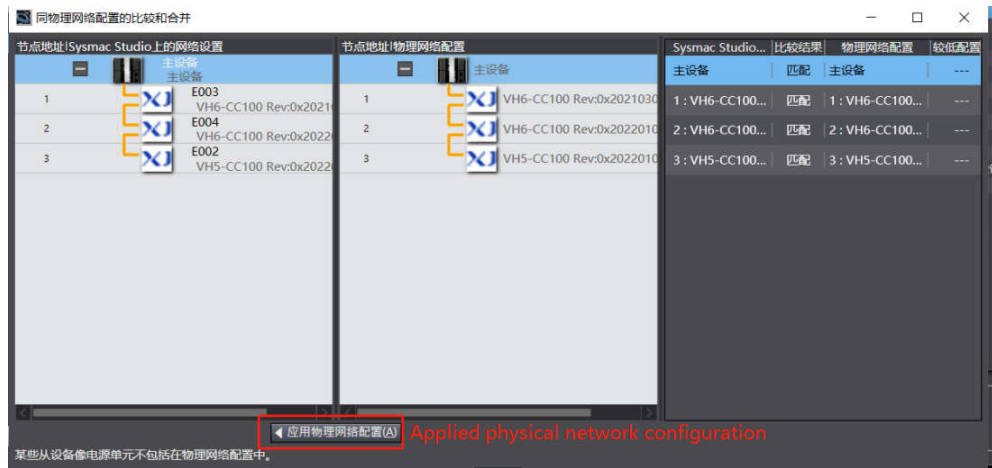 同物理网络配置的比较和合并
节点地址|Sysmac Studio上的网络设置
主设备
主设备
1
E003
VH6-CC100 Rev:0x2021
2
E004
VH6-CC100 Rev:0x2022
3
E002
VH5-CC100 Rev:0x2022
节点地址|物理网络配置
主设备
1 VH6-CC100 Rev:0x2021030
2 VH6-CC100 Rev:0x2022010
3 VH5-CC100 Rev:0x2022010
Sysmac Studio... 比较结果 物理网络配置 较低配置
主设备 匹配 主设备 ---
1 : VH6-CC100... 匹配 1 : VH6-CC100... ---
2 : VH6-CC100... 匹配 2 : VH6-CC100... ---
3 : VH5-CC100... 匹配 3 : VH5-CC100... ---
应用物理网络配置(A) Applied physical network configuration
某些从设备像电源单元不包括在物理网络配置中。